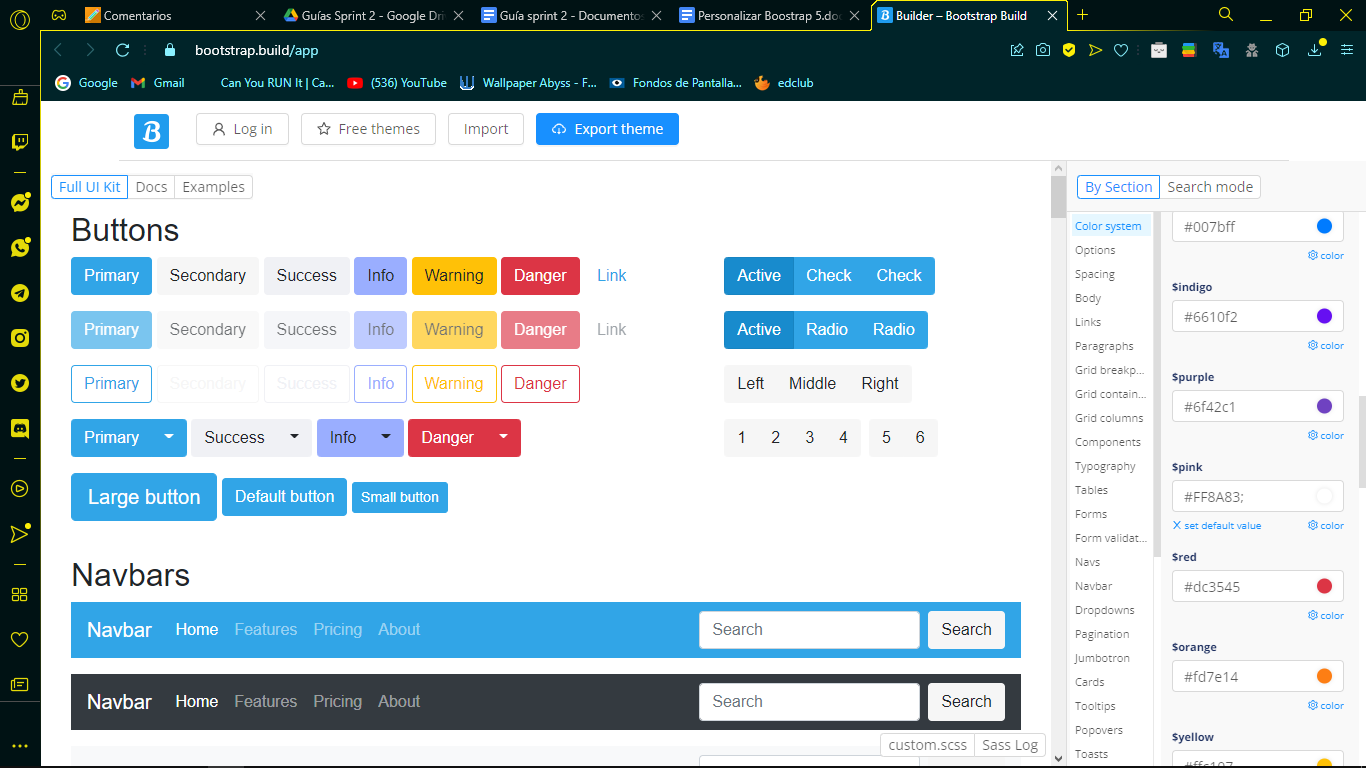 Comentarios
Guías Sprint 2 - Google Dri
Guía sprint 2 - Documentos
Personalizar Boostrap 5.doc
Builder – Bootstrap Build
bootstrap.build/app
Google
Gmail
Can You RUN It | Ca...
(536) YouTube
Wallpaper Abyss - F...
Fondos de Pantalla...
edclub
B
Log in
Free themes
Import
Export theme
Full UI Kit
Docs
Examples
Buttons
Primary
Secondary
Success
Info
Warning
Danger
Link
Active
Check
Check
Primary
Secondary
Success
Info
Warning
Danger
Link
Active
Radio
Radio
Primary
Secondary
Success
Info
Warning
Danger
Left
Middle
Right
Primary
Success
Info
Danger
1
2
3
4
5
6
Large button
Default button
Small button
Navbars
Navbar
Home
Features
Pricing
About
Search
Search
Navbar
Home
Features
Pricing
About
Search
Search
custom.scss
Sass Log
By Section
Search mode
Color system
Options
Spacing
Body
Links
Paragraphs
Grid breakp...
Grid contain...
Grid columns
Components
Typography
Tables
Forms
Form validat...
Navs
Navbar
Dropdowns
Pagination
Jumbotron
Cards
Tooltips
Popovers
Toasts
#007bff
color
$indigo
#6610f2
color
$purple
#6f42c1
color
$pink
#FF8A83;
X set default value
color
$red
#dc3545
color
$orange
#fd7e14
color
$yellow
#ffc107